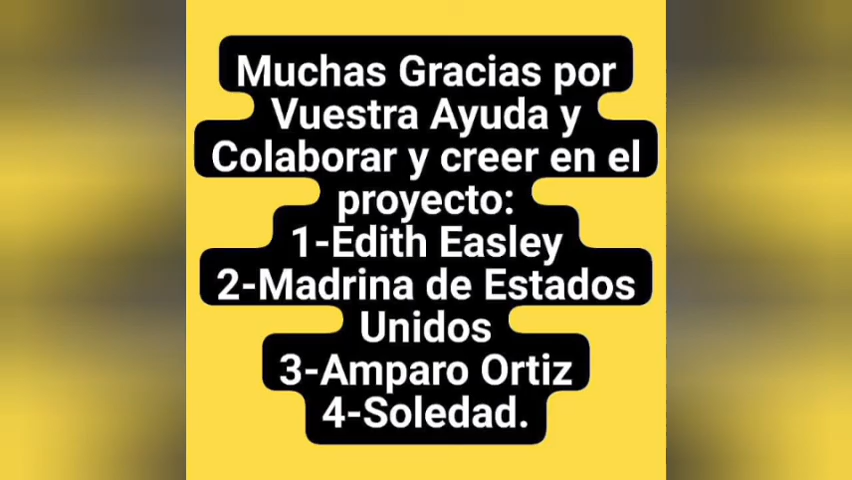 Muchas Gracias por
Vuestra Ayuda y
Colaborar y creer en el
proyecto:
1-Edith Easley
2-Madrina de Estados
Unidos
3-Amparo Ortiz
4-Soledad.